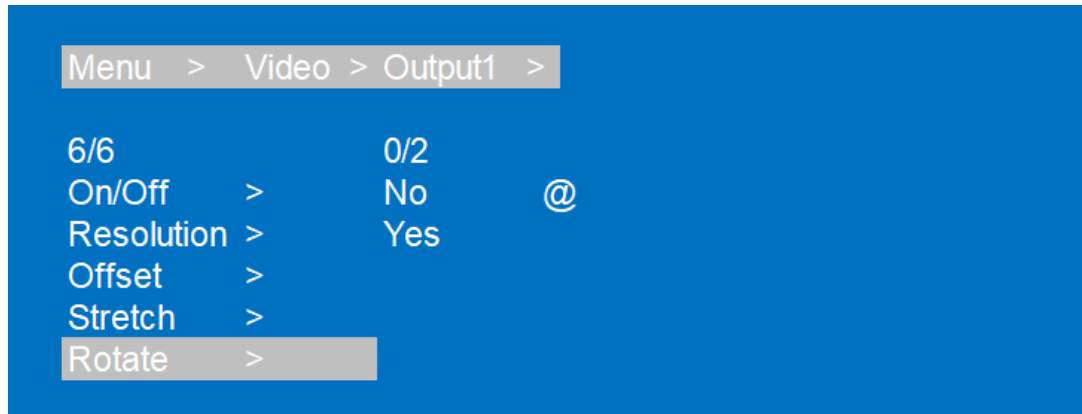 Menu > Video > Output1 >
6/6 0/2
On/Off > No @
Resolution > Yes
Offset >
Stretch >
Rotate >